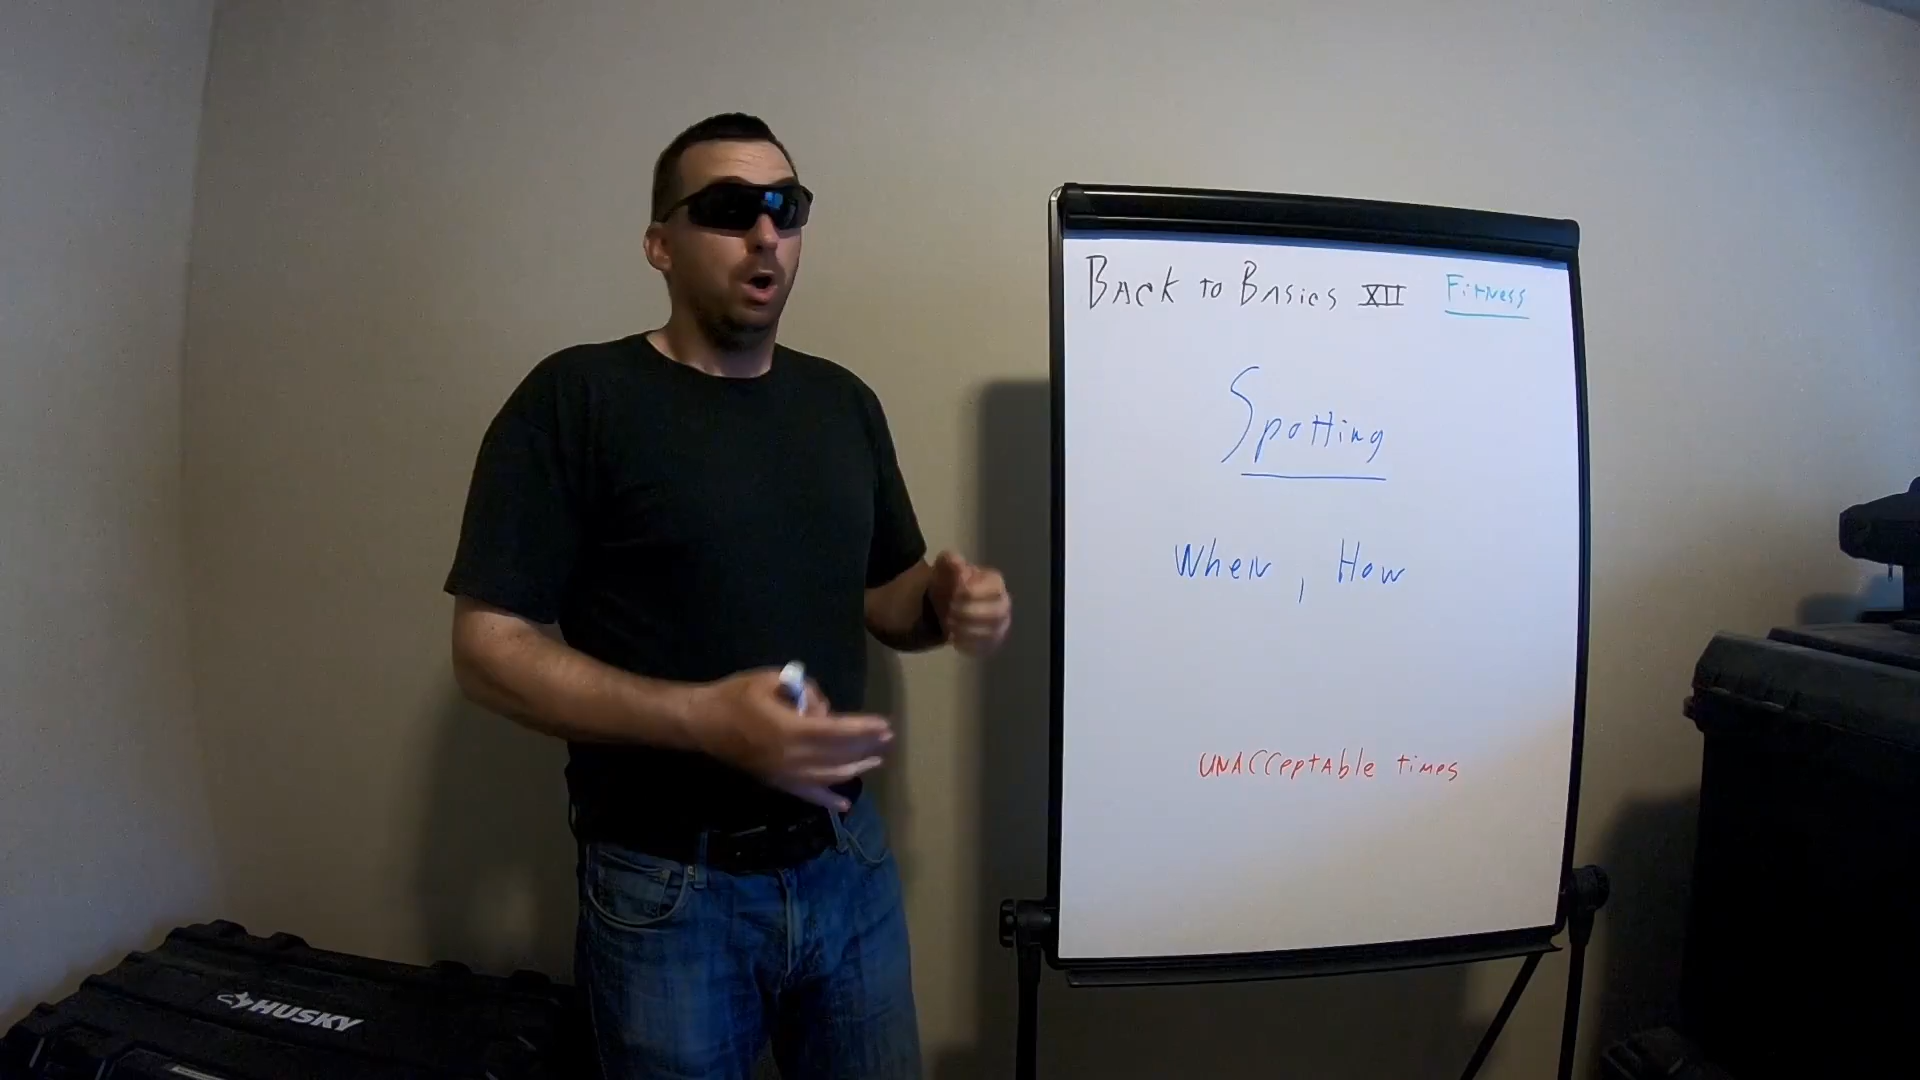 Back to Basics XII Fitness
Spotting
When, How
UNAcceptable times
HUSKY